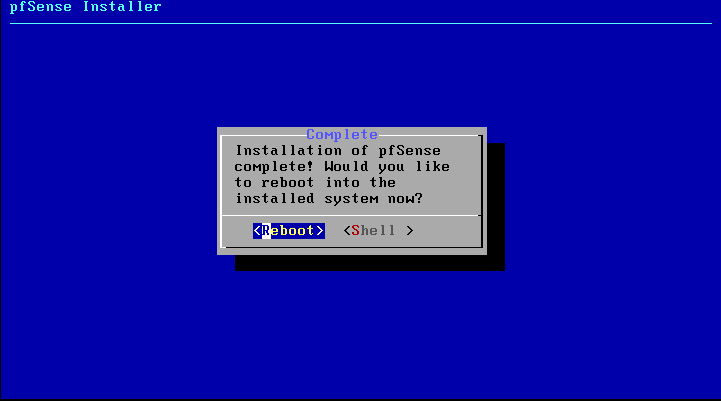 pfSense Installer
Complete
Installation of pfSense
complete! Would you like
to reboot into the
installed system now?
<Reboot> <Shell >